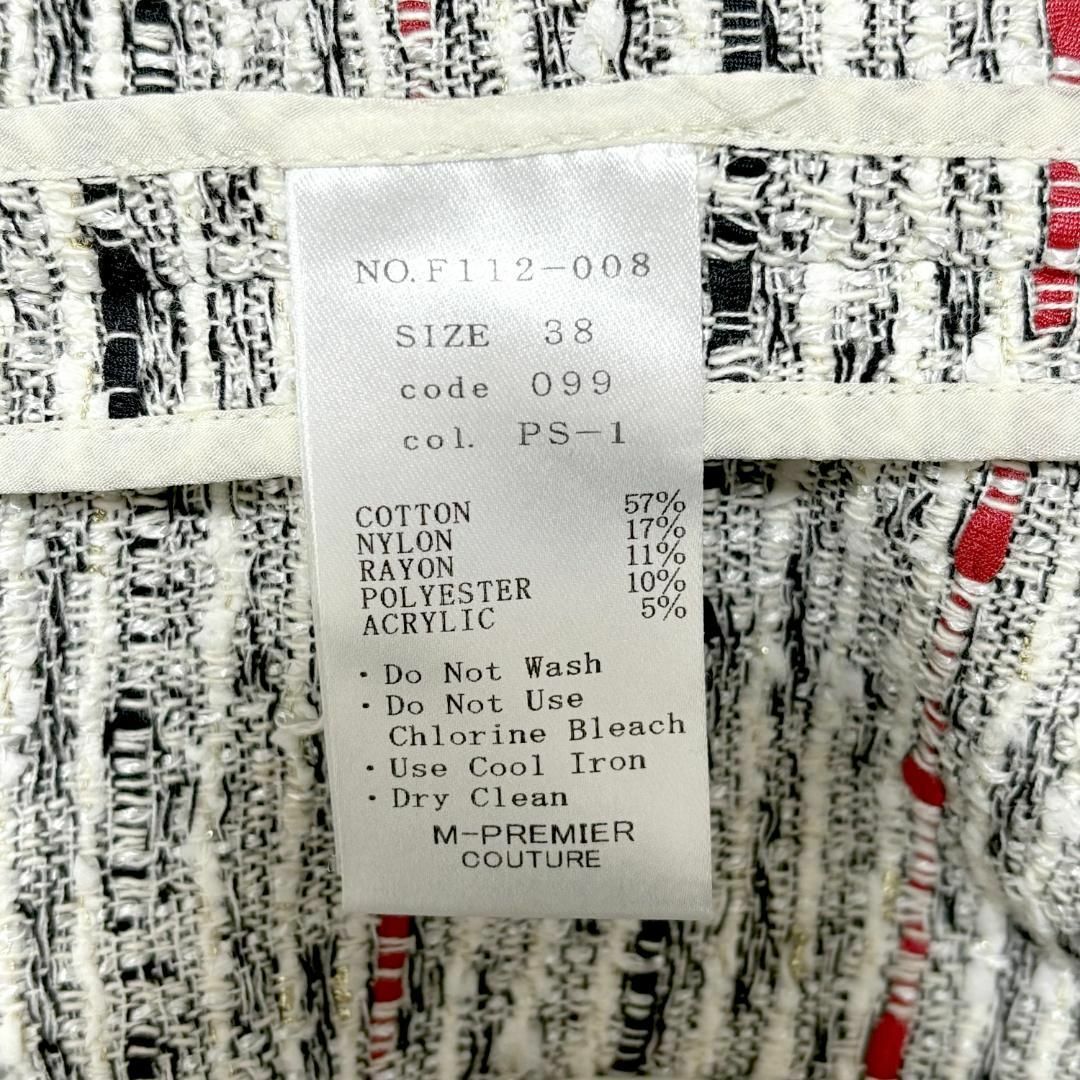 NO.F112-008
SIZE 38
code 099
col. PS-1
COTTON 57%
NYLON 17%
RAYON 11%
POLYESTER 10%
ACRYLIC 5%
・Do Not Wash
・Do Not Use
Chlorine Bleach
・Use Cool Iron
・Dry Clean
M-PREMIER
COUTURE